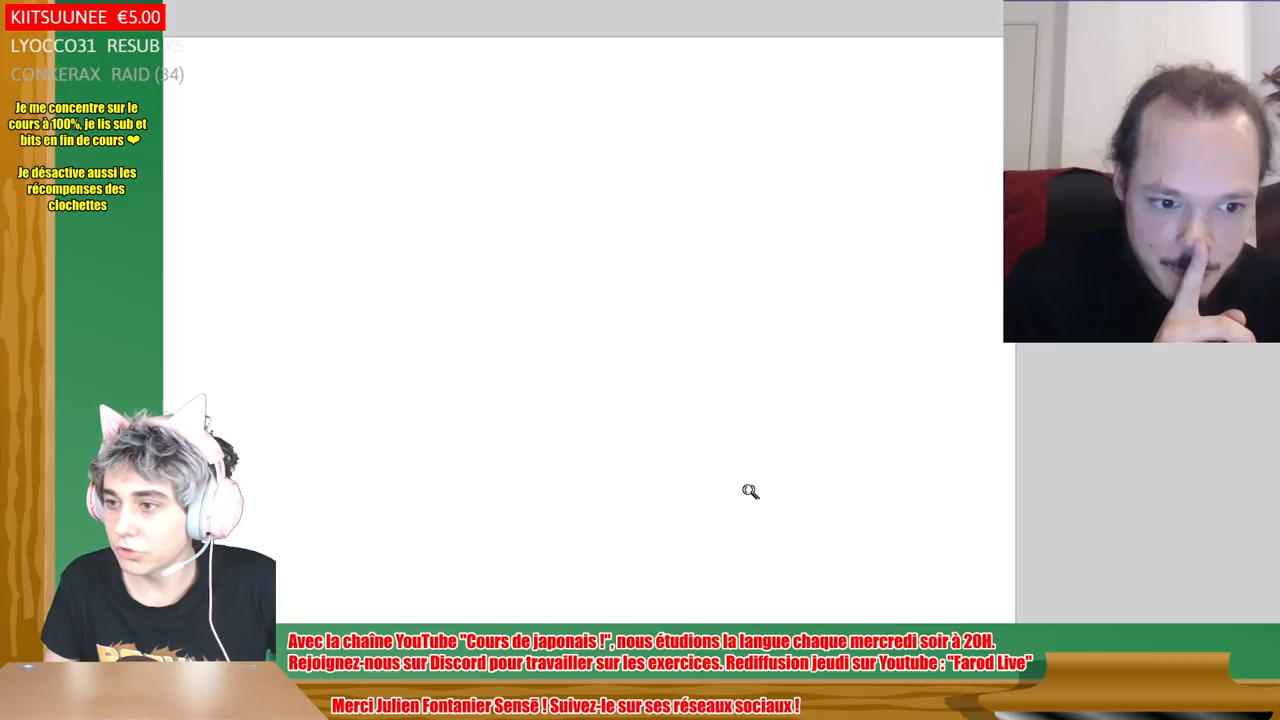 KIITSUUNEE €5.00
LYOCCO31 RESUB X5
CONKERAX RAID (34)
Je me concentre sur le
cours à 100%, je lis sub et
bits en fin de cours ❤
Je désactive aussi les
récompenses des
clochettes
Avec la chaîne YouTube "Cours de japonais !", nous étudions la langue chaque mercredi soir à 20H.
Rejoignez-nous sur Discord pour travailler sur les exercices. Rediffusion jeudi sur Youtube : "Farod Live"
Merci Julien Fontanier Sensē ! Suivez-le sur ses réseaux sociaux !